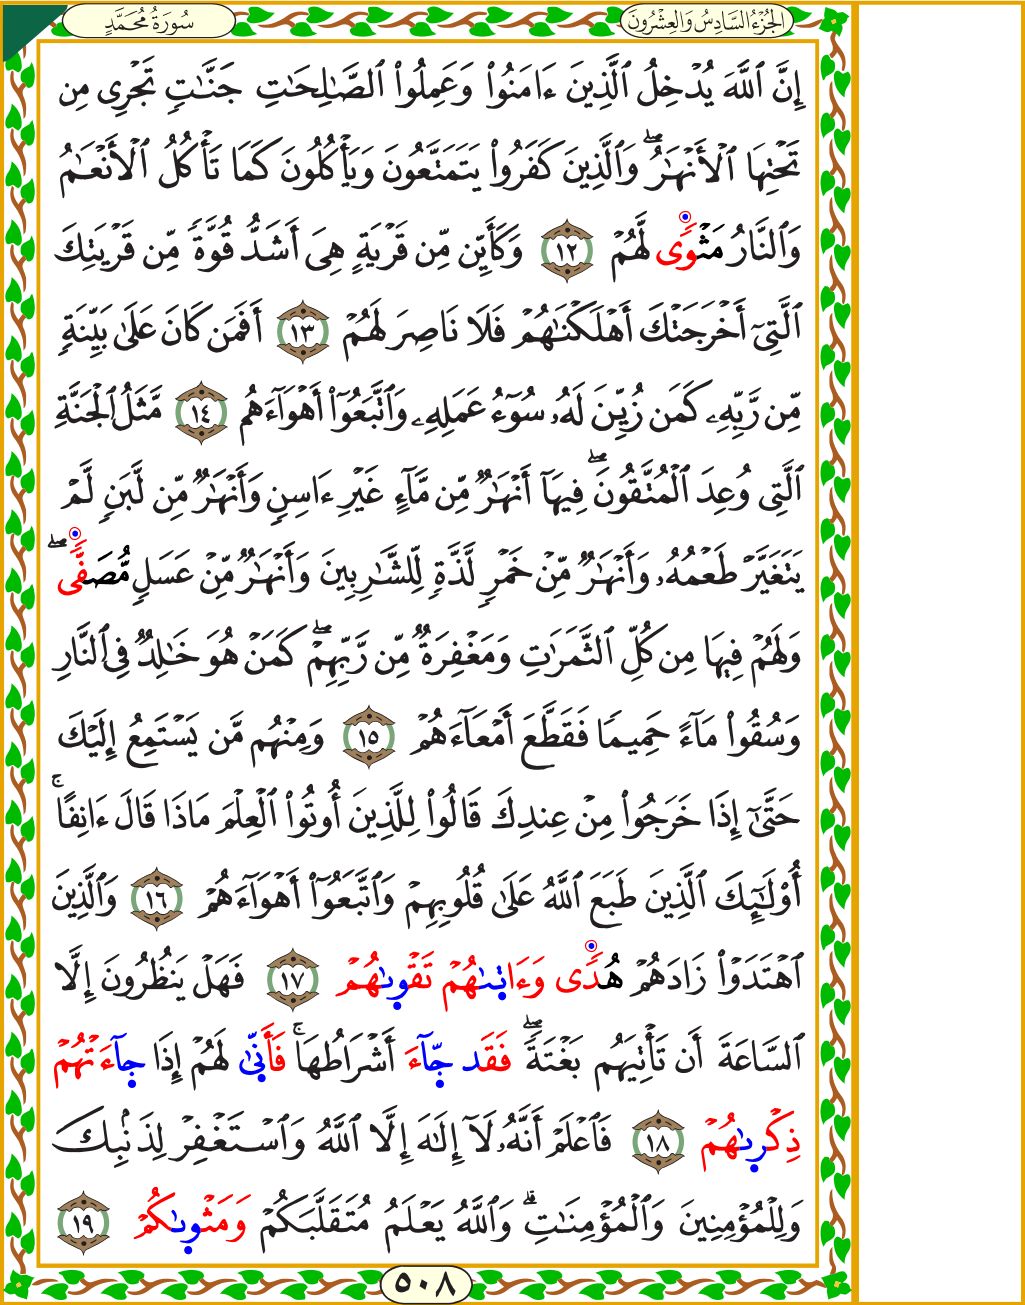 سُورَةُ مُحَمَّدٍ
الجُزْءُ السَّادِسُ وَالعِشْرُونَ
إِنَّ ٱللَّهَ يُدۡخِلُ ٱلَّذِينَ ءَامَنُواْ وَعَمِلُواْ ٱلصَّٰلِحَٰتِ جَنَّٰتٖ تَجۡرِي مِن
تَحۡتِهَا ٱلۡأَنۡهَٰرُۖ وَٱلَّذِينَ كَفَرُواْ يَتَمَتَّعُونَ وَيَأۡكُلُونَ كَمَا تَأۡكُلُ ٱلۡأَنۡعَٰمُ
وَٱلنَّارُ مَثۡوٗى لَّهُمۡ ١٢ وَكَأَيِّن مِّن قَرۡيَةٍ هِيَ أَشَدُّ قُوَّةٗ مِّن قَرۡيَتِكَ
ٱلَّتِيٓ أَخۡرَجَتۡكَ أَهۡلَكۡنَٰهُمۡ فَلَا نَاصِرَ لَهُمۡ ١٣ أَفَمَن كَانَ عَلَىٰ بَيِّنَةٖ
مِّن رَّبِّهِۦ كَمَن زُيِّنَ لَهُۥ سُوٓءُ عَمَلِهِۦ وَٱتَّبَعُوٓاْ أَهۡوَآءَهُم ١٤ مَّثَلُ ٱلۡجَنَّةِ
ٱلَّتِي وُعِدَ ٱلۡمُتَّقُونَۖ فِيهَآ أَنۡهَٰرٞ مِّن مَّآءٍ غَيۡرِ ءَاسِنٖ وَأَنۡهَٰرٞ مِّن لَّبَنٖ لَّمۡ
يَتَغَيَّرۡ طَعۡمُهُۥ وَأَنۡهَٰرٞ مِّنۡ خَمۡرٖ لَّذَّةٖ لِّلشَّٰرِبِينَ وَأَنۡهَٰرٞ مِّنۡ عَسَلٖ مُّصَفّٗىۖ
وَلَهُمۡ فِيهَا مِن كُلِّ ٱلثَّمَرَٰتِ وَمَغۡفِرَةٞ مِّن رَّبِّهِمۡۖ كَمَنۡ هُوَ خَٰلِدٞ فِي ٱلنَّارِ
وَسُقُواْ مَآءً حَمِيمٗا فَقَطَّعَ أَمۡعَآءَهُمۡ ١٥ وَمِنۡهُم مَّن يَسۡتَمِعُ إِلَيۡكَ
حَتَّىٰٓ إِذَا خَرَجُواْ مِنۡ عِندِكَ قَالُواْ لِلَّذِينَ أُوتُواْ ٱلۡعِلۡمَ مَاذَا قَالَ ءَانِفًاۚ
أُوْلَٰٓئِكَ ٱلَّذِينَ طَبَعَ ٱللَّهُ عَلَىٰ قُلُوبِهِمۡ وَٱتَّبَعُوٓاْ أَهۡوَآءَهُمۡ ١٦ وَٱلَّذِينَ
ٱهۡتَدَوۡاْ زَادَهُمۡ هُدٗى وَءَاتىٰهُمۡ تَقۡوىٰهُمۡ ١٧ فَهَلۡ يَنظُرُونَ إِلَّا
ٱلسَّاعَةَ أَن تَأۡتِيَهُم بَغۡتَةٗۖ فَقَد جَّآءَ أَشۡرَاطُهَاۚ فَأَنّىٰ لَهُمۡ إِذَا جَآءَتۡهُمۡ
ذِكۡرىٰهُمۡ ١٨ فَٱعۡلَمۡ أَنَّهُۥ لَآ إِلَٰهَ إِلَّا ٱللَّهُ وَٱسۡتَغۡفِرۡ لِذَنۢبِكَ
وَلِلۡمُؤۡمِنِينَ وَٱلۡمُؤۡمِنَٰتِۗ وَٱللَّهُ يَعۡلَمُ مُتَقَلَّبَكُمۡ وَمَثۡوىٰكُمۡ ١٩
٥٠٨